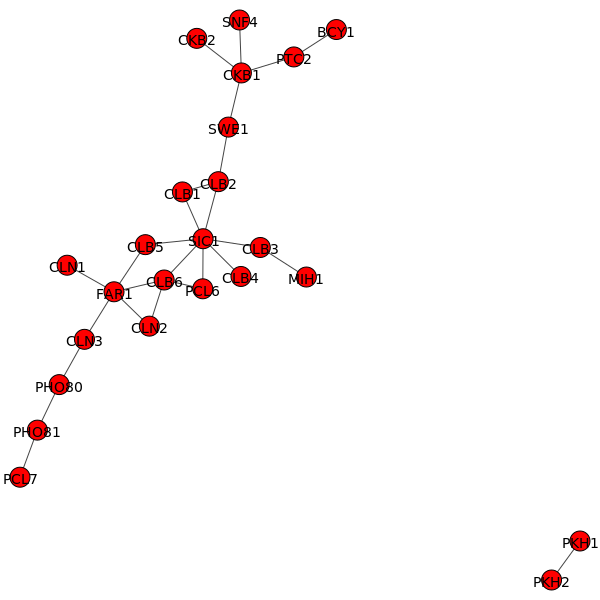 SNF4
BCY1
CKB2
PTC2
CKB1
SWE1
CLB2
CLB1
SIC1
CLB5
CLB3
CLN1
CLB4
MIH1
CLB6
PCL6
FAR1
CLN2
CLN3
PHO80
PHO81
PCL7
PKH1
PKH2